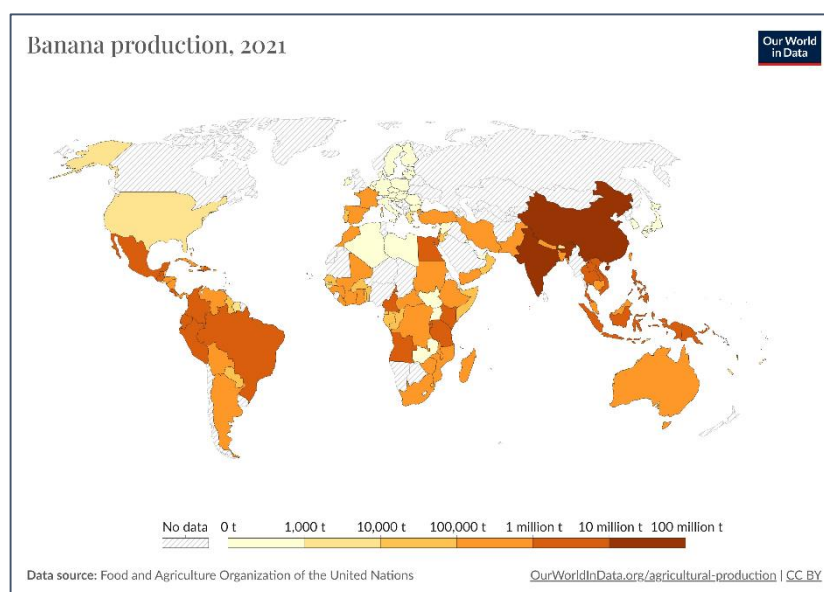 Banana production, 2021
Our World
in Data
No data
0 t
1,000 t
10,000 t
100,000 t
1 million t
10 million t
100 million t
Data source: Food and Agriculture Organization of the United Nations
OurWorldInData.org/agricultural-production | CC BY